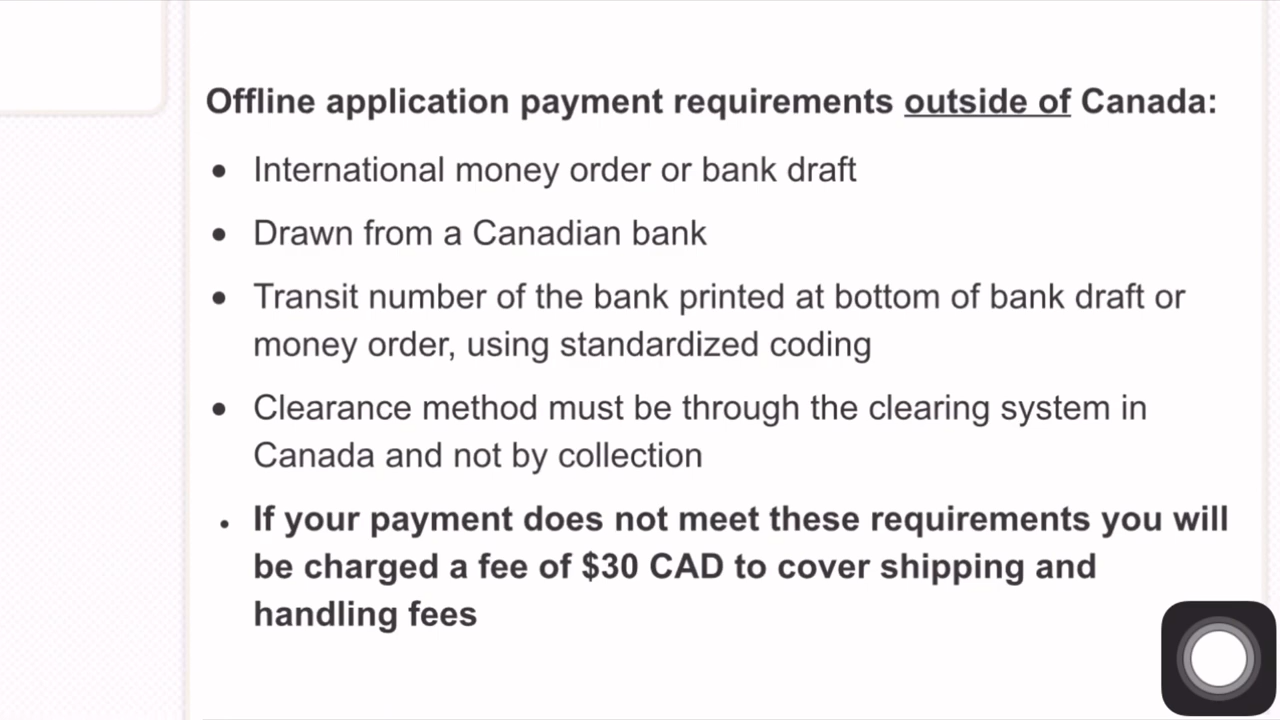 Offline application payment requirements outside of Canada:
International money order or bank draft
Drawn from a Canadian bank
Transit number of the bank printed at bottom of bank draft or
money order, using standardized coding
Clearance method must be through the clearing system in
Canada and not by collection
If your payment does not meet these requirements you will
be charged a fee of $30 CAD to cover shipping and
handling fees